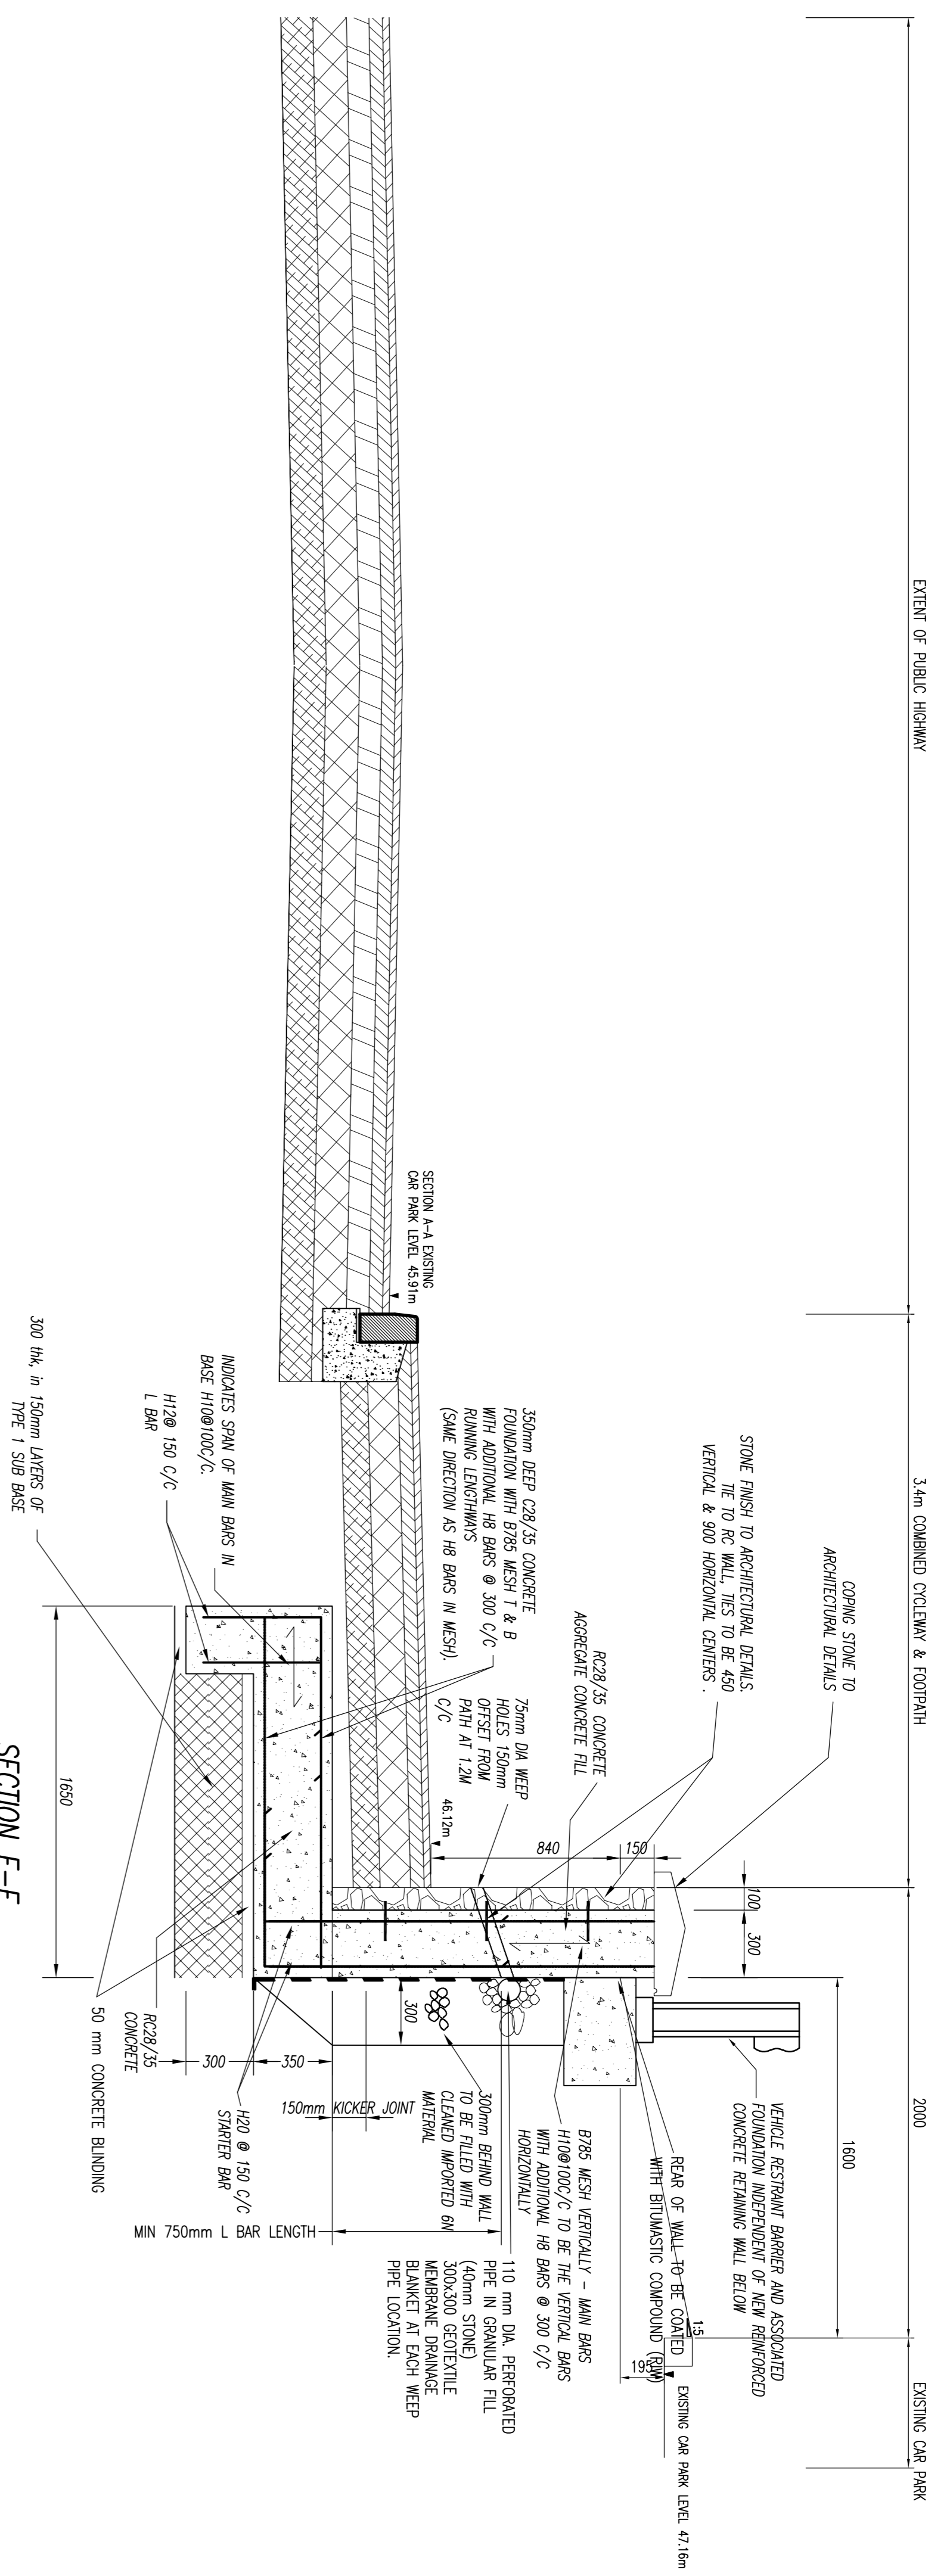 EXTENT OF PUBLIC HIGHWAY
3.4m COMBINED CYCLEWAY & FOOTPATH
2000
EXISTING CAR PARK
1600
COPING STONE TO
ARCHITECTURAL DETAILS
STONE FINISH TO ARCHITECTURAL DETAILS.
TIE TO RC WALL, TIES TO BE 450
VERTICAL & 900 HORIZONTAL CENTERS .
RC28/35 CONCRETE
AGGREGATE CONCRETE FILL
75mm DIA WEEP
HOLES 150mm
OFFSET FROM
PATH AT 1.2M
C/C
350mm DEEP C28/35 CONCRETE
FOUNDATION WITH B785 MESH T & B
WITH ADDITIONAL H8 BARS @ 300 C/C
RUNNING LENGTHWAYS
(SAME DIRECTION AS H8 BARS IN MESH).
SECTION A-A EXISTING
CAR PARK LEVEL 45.91m
46.12m
840
150
100
300
VEHICLE RESTRAINT BARRIER AND ASSOCIATED
FOUNDATION INDEPENDENT OF NEW REINFORCED
CONCRETE RETAINING WALL BELOW
REAR OF WALL TO BE COATED
WITH BITUMASTIC COMPOUND (RIW)
1:5
195
EXISTING CAR PARK LEVEL 47.16m
B785 MESH VERTICALLY - MAIN BARS
H10@100C/C TO BE THE VERTICAL BARS
WITH ADDITIONAL H8 BARS @ 300 C/C
HORIZONTALLY
110 mm DIA. PERFORATED
PIPE IN GRANULAR FILL
(40mm STONE)
300x300 GEOTEXTILE
MEMBRANE DRAINAGE
BLANKET AT EACH WEEP
PIPE LOCATION.
300
300mm BEHIND WALL
TO BE FILLED WITH
CLEANED IMPORTED 6N
MATERIAL
150mm KICKER JOINT
MIN 750mm L BAR LENGTH
INDICATES SPAN OF MAIN BARS IN
BASE H10@100C/C.
H12@ 150 C/C
L BAR
300 thk, in 150mm LAYERS OF
TYPE 1 SUB BASE
350
300
H20 @ 150 C/C
STARTER BAR
RC28/35
CONCRETE
50 mm CONCRETE BLINDING
1650
SECTION F-F